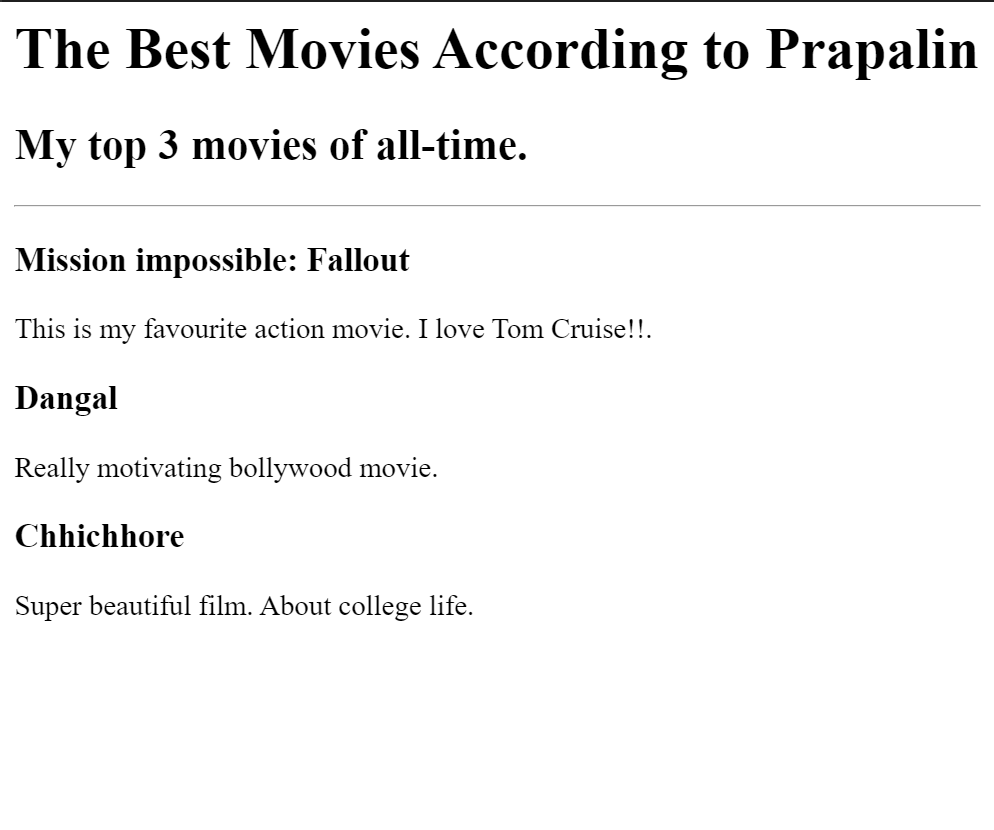 The Best Movies According to Prapalin
My top 3 movies of all-time.
Mission impossible: Fallout
This is my favourite action movie. I love Tom Cruise!!.
Dangal
Really motivating bollywood movie.
Chhichhore
Super beautiful film. About college life.